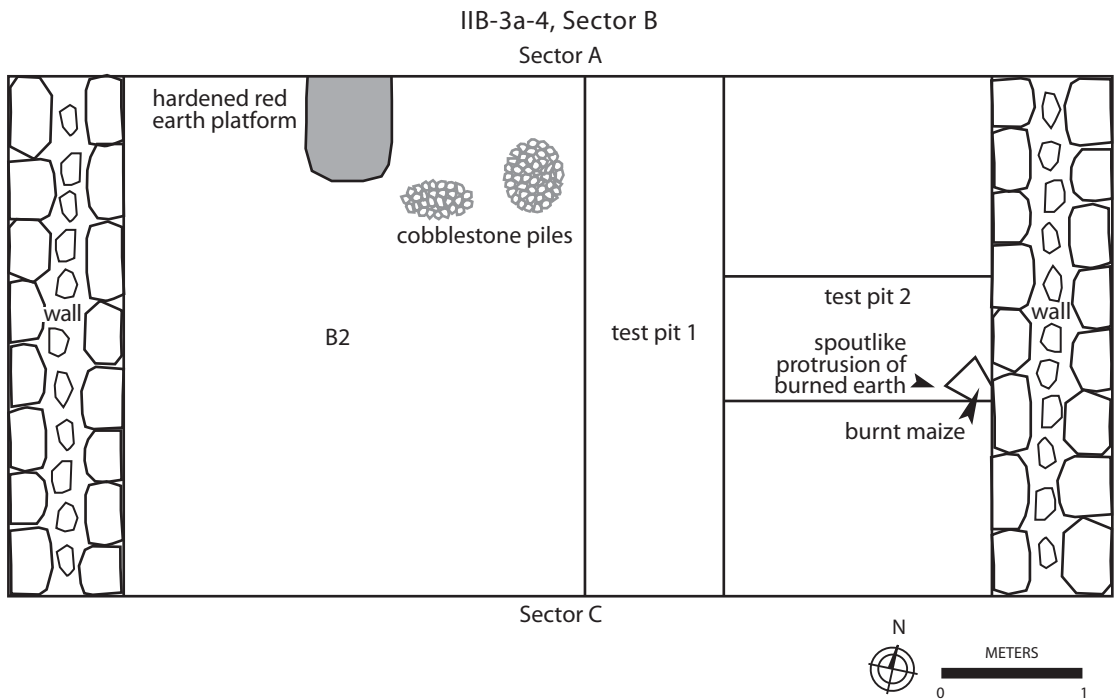 IIB-3a-4, Sector B
Sector A
hardened red
earth platform
cobblestone piles
wall
B2
test pit 1
test pit 2
wall
spoutlike
protrusion of
burned earth
burnt maize
Sector C
N
METERS
0 1